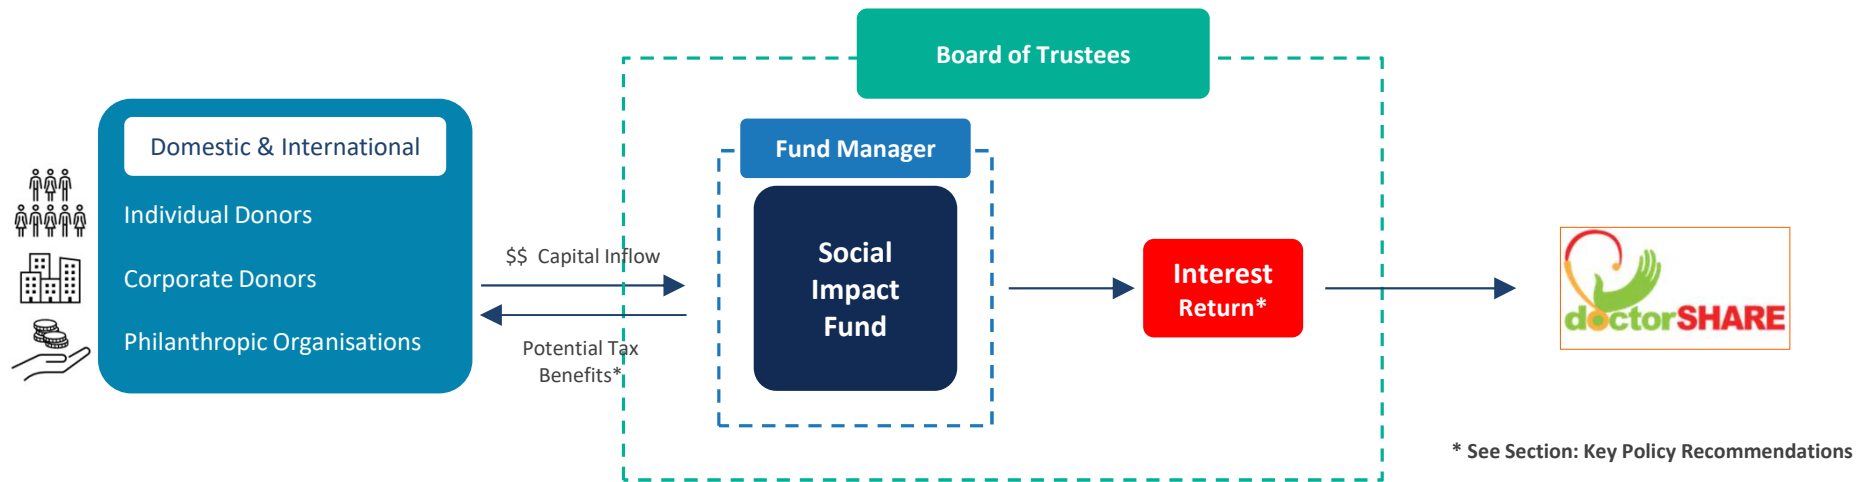 Board of Trustees
Domestic & International
Individual Donors
Corporate Donors
Philanthropic Organisations
$$ Capital Inflow
Potential Tax
Benefits*
Fund Manager
Social
Impact
Fund
Interest
Return*
doctorSHARE
* See Section: Key Policy Recommendations